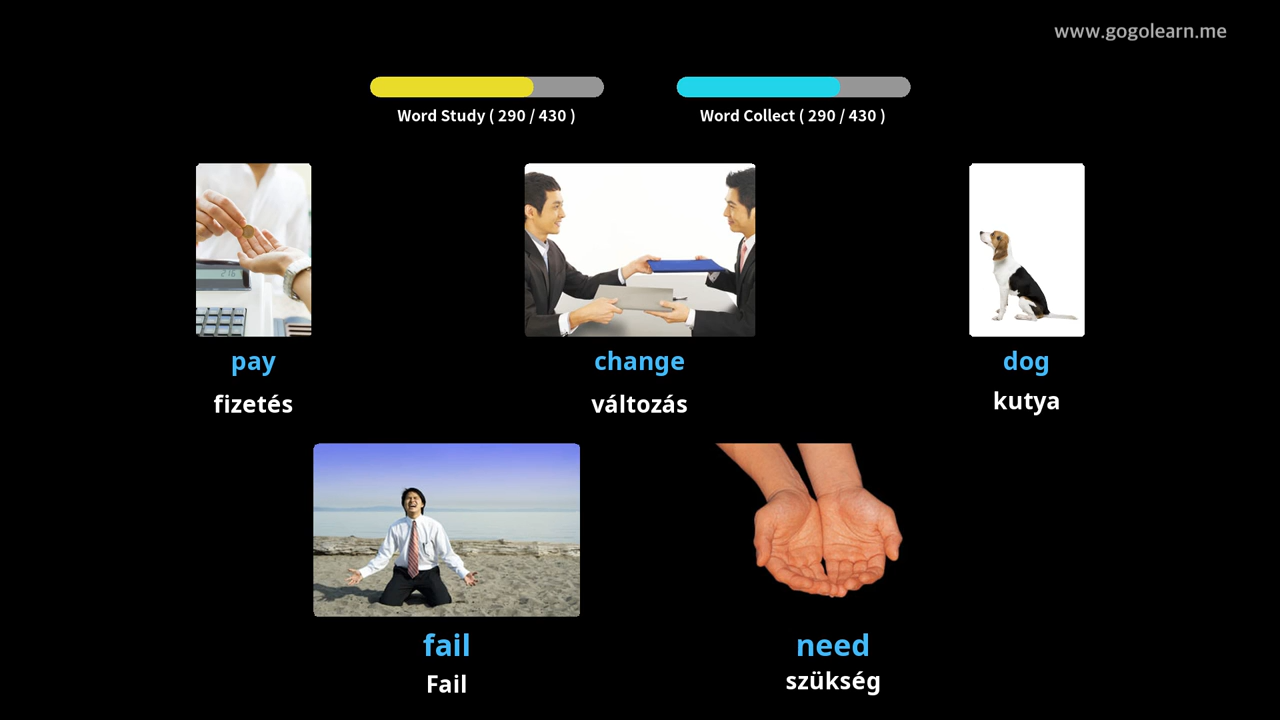 www.gogolearn.me
Word Study ( 290 / 430 )
Word Collect ( 290 / 430 )
pay
fizetés
change
változás
dog
kutya
fail
Fail
need
szükség